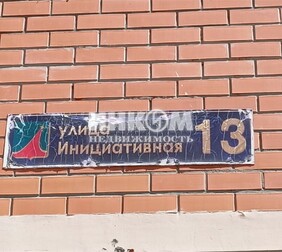 улица
Инициативная
13
ИНКОМ
НЕДВИЖИМОСТЬ